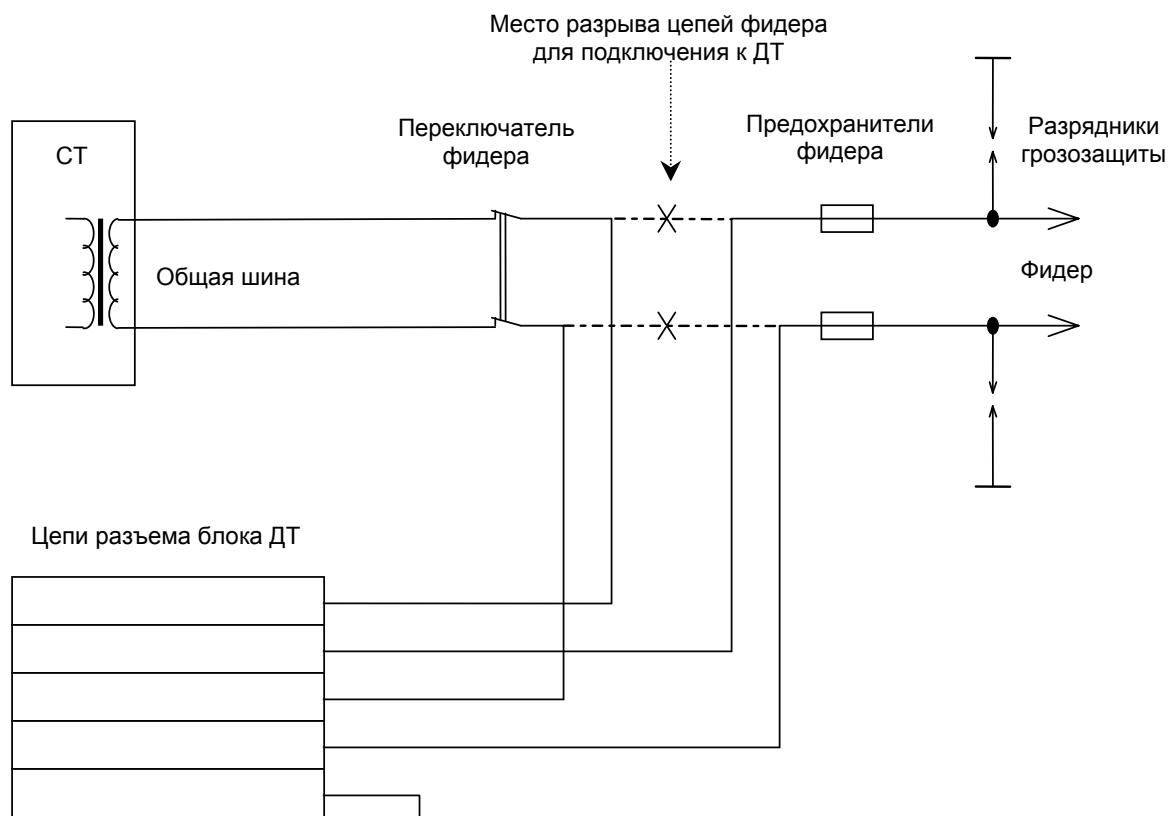 Место разрыва цепей фидера
для подключения к ДТ
Переключатель
фидера
Предохранители
фидера
Разрядники
грозозащиты
СТ
Общая шина
Фидер
Цепи разъема блока ДТ